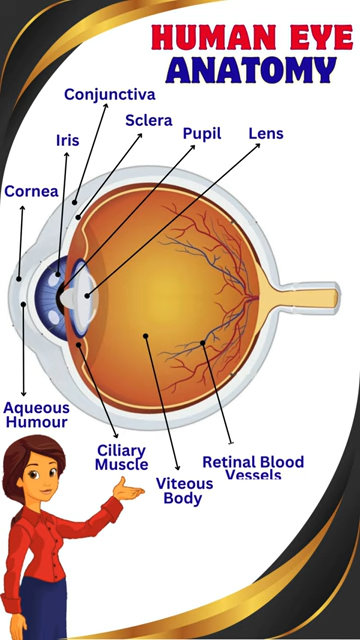 HUMAN EYE
ANATOMY
Conjunctiva
Sclera
Iris
Pupil
Lens
Cornea
Aqueous
Humour
Ciliary
Muscle
Viteous
Body
Retinal Blood
Vessels